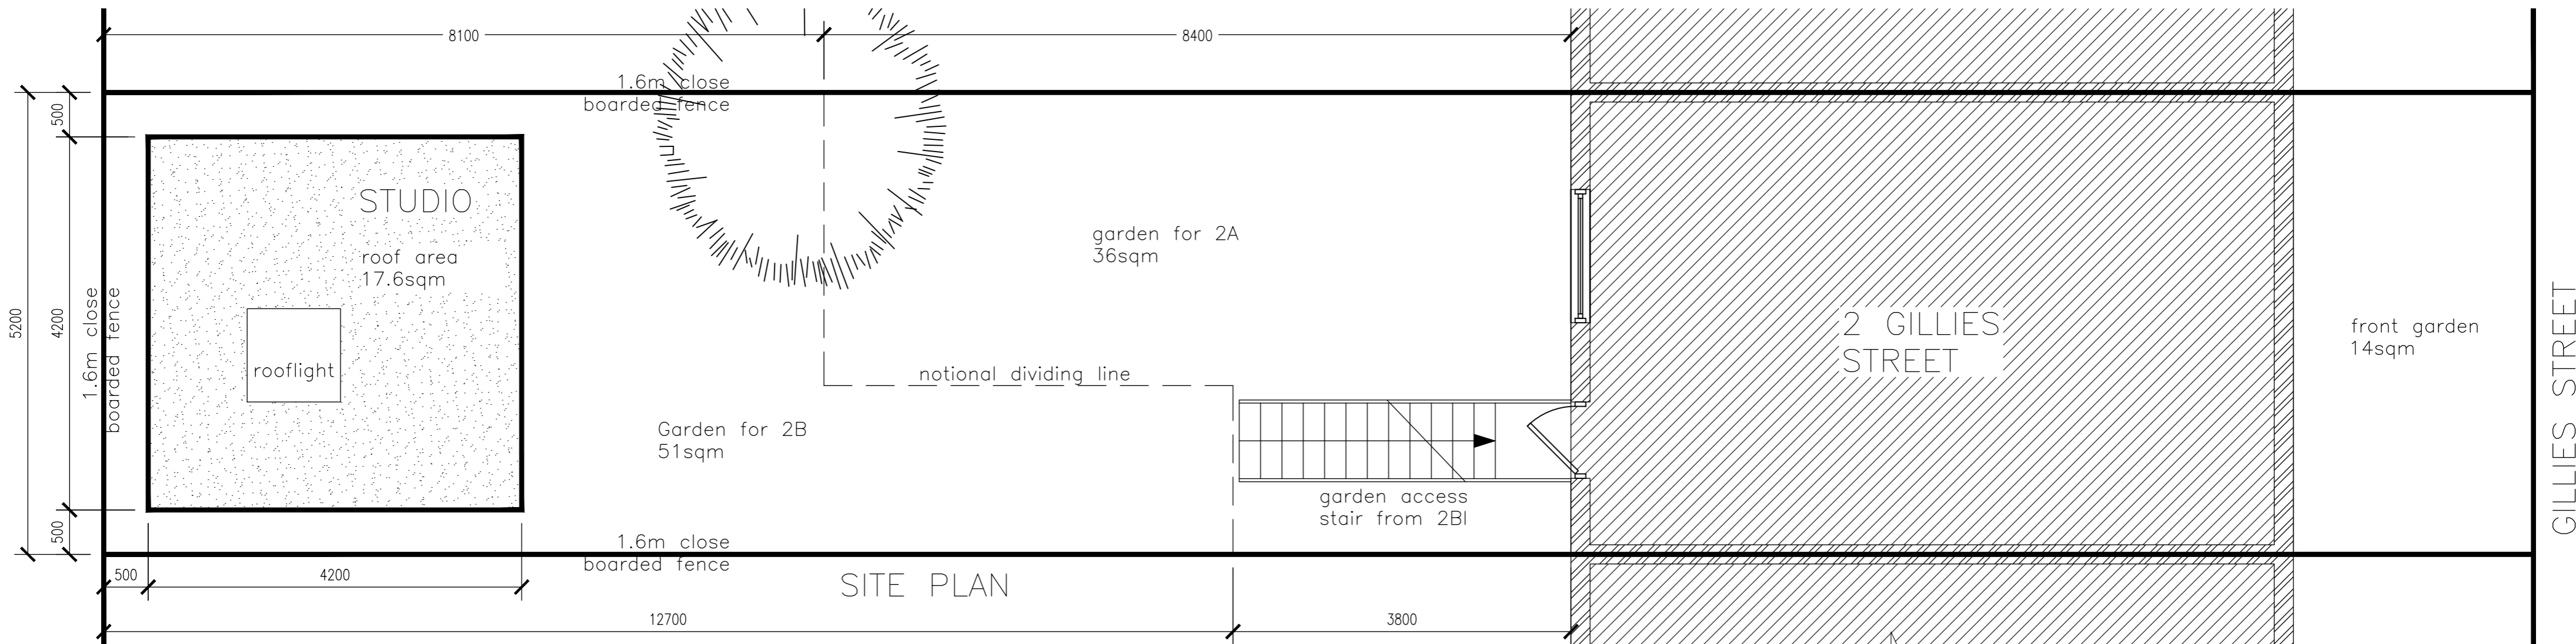 8100
8400
1.6m close
boarded fence
500
5200
4200
500
1.6m close
boarded fence
STUDIO
roof area
17.6sqm
rooflight
garden for 2A
36sqm
notional dividing line
Garden for 2B
51sqm
garden access
stair from 2BI
2 GILLIES
STREET
front garden
14sqm
GILLIES STREET
1.6m close
boarded fence
500
4200
SITE PLAN
12700
3800